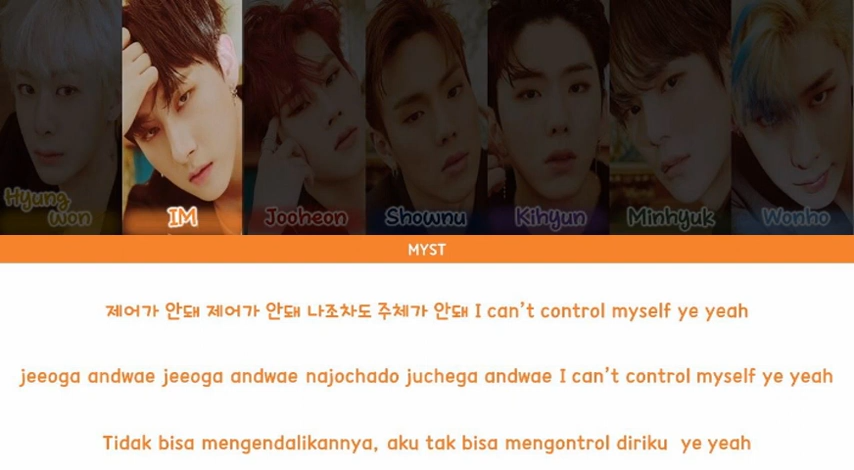 Hyung
won
IM
Jooheon
Shownu
Kihyun
Minhyuk
Wonho
MYST
제어가 안돼 제어가 안돼 나조차도 주체가 안돼 I can't control myself ye yeah
jeeoga andwae jeeoga andwae najochado juchega andwae I can't control myself ye yeah
Tidak bisa mengendalikannya, aku tak bisa mengontrol diriku ye yeah